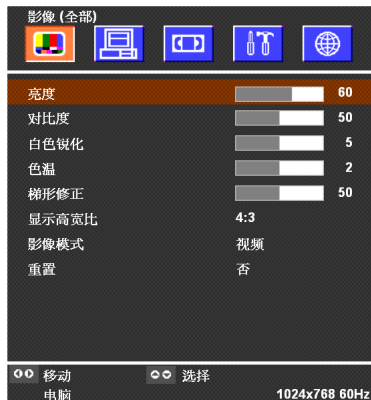 影像 (全部)
亮度 60
对比度 50
白色锐化 5
色温 2
梯形修正 50
显示高宽比 4:3
影像模式 视频
重置 否
移动 选择
电脑 1024x768 60Hz